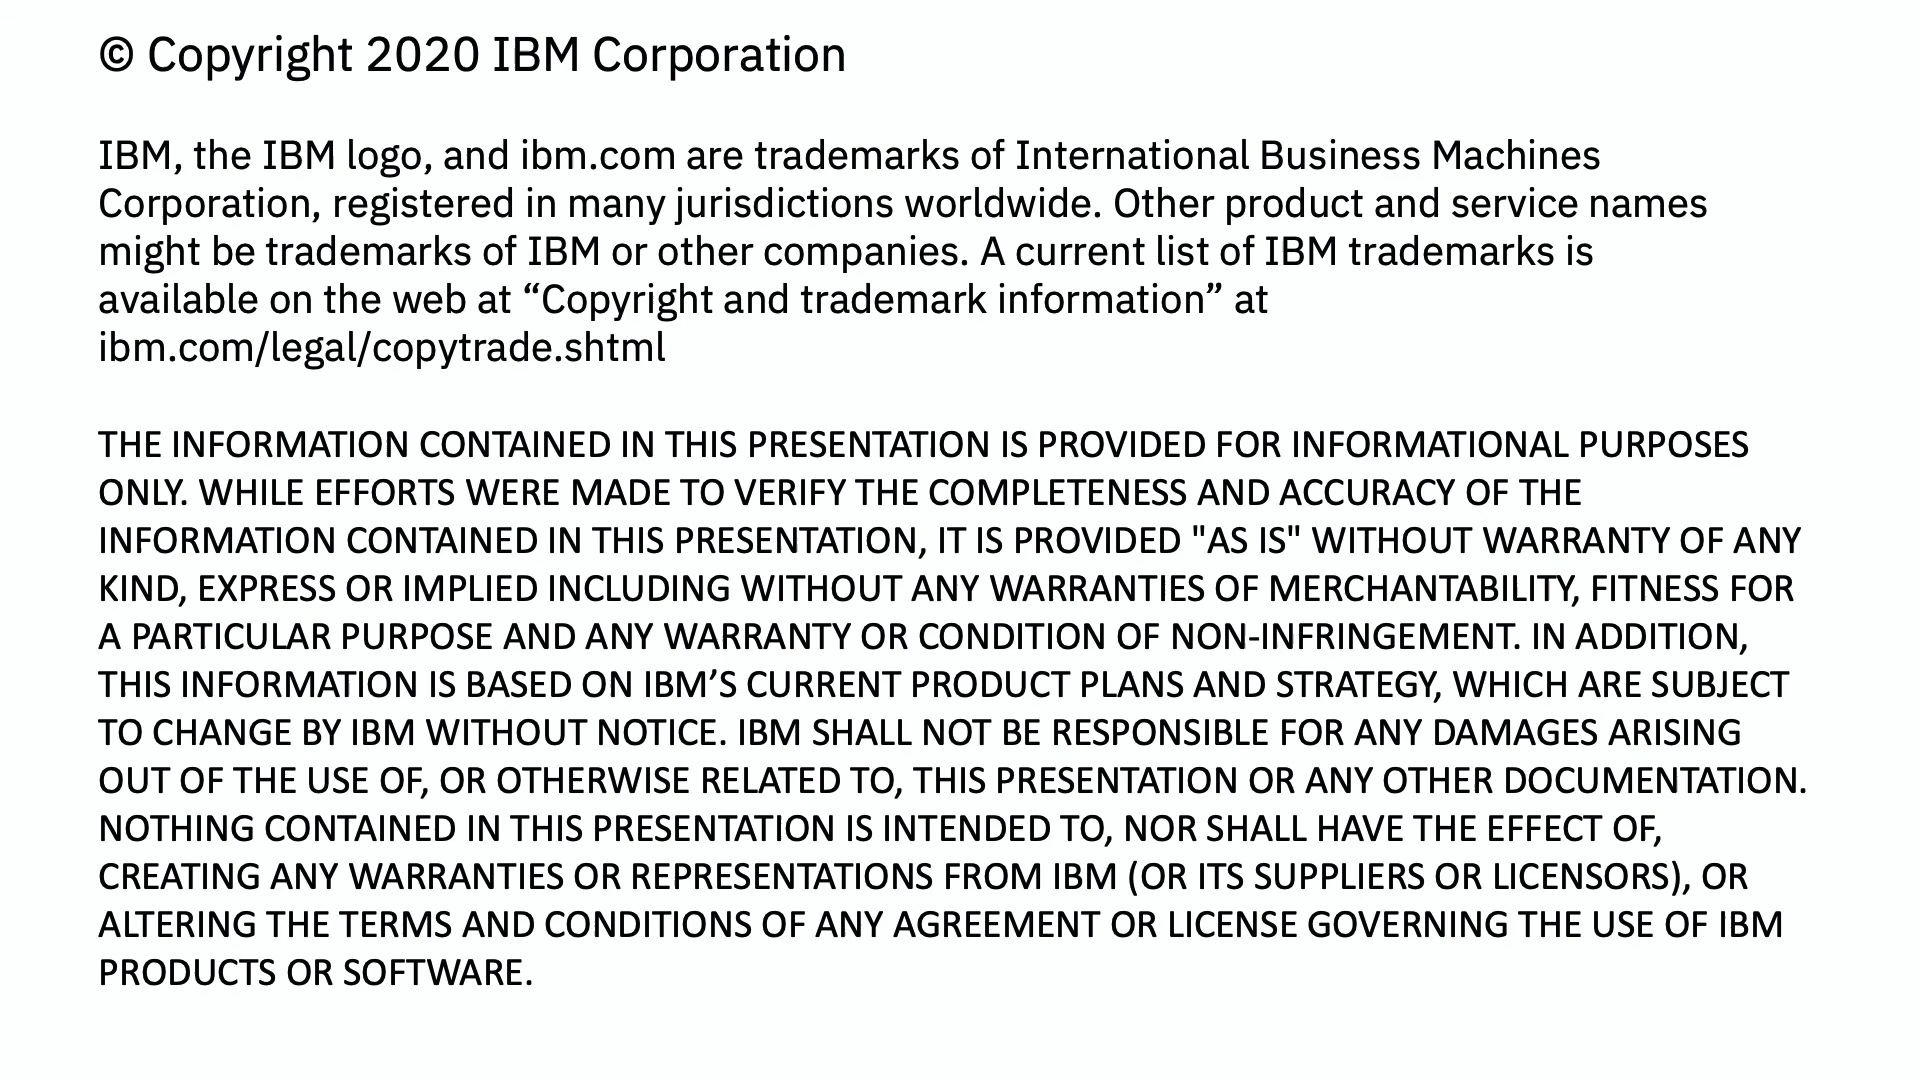 © Copyright 2020 IBM Corporation
IBM, the IBM logo, and ibm.com are trademarks of International Business Machines
Corporation, registered in many jurisdictions worldwide. Other product and service names
might be trademarks of IBM or other companies. A current list of IBM trademarks is
available on the web at “Copyright and trademark information” at
ibm.com/legal/copytrade.shtml
THE INFORMATION CONTAINED IN THIS PRESENTATION IS PROVIDED FOR INFORMATIONAL PURPOSES
ONLY. WHILE EFFORTS WERE MADE TO VERIFY THE COMPLETENESS AND ACCURACY OF THE
INFORMATION CONTAINED IN THIS PRESENTATION, IT IS PROVIDED "AS IS" WITHOUT WARRANTY OF ANY
KIND, EXPRESS OR IMPLIED INCLUDING WITHOUT ANY WARRANTIES OF MERCHANTABILITY, FITNESS FOR
A PARTICULAR PURPOSE AND ANY WARRANTY OR CONDITION OF NON-INFRINGEMENT. IN ADDITION,
THIS INFORMATION IS BASED ON IBM’S CURRENT PRODUCT PLANS AND STRATEGY, WHICH ARE SUBJECT
TO CHANGE BY IBM WITHOUT NOTICE. IBM SHALL NOT BE RESPONSIBLE FOR ANY DAMAGES ARISING
OUT OF THE USE OF, OR OTHERWISE RELATED TO, THIS PRESENTATION OR ANY OTHER DOCUMENTATION.
NOTHING CONTAINED IN THIS PRESENTATION IS INTENDED TO, NOR SHALL HAVE THE EFFECT OF,
CREATING ANY WARRANTIES OR REPRESENTATIONS FROM IBM (OR ITS SUPPLIERS OR LICENSORS), OR
ALTERING THE TERMS AND CONDITIONS OF ANY AGREEMENT OR LICENSE GOVERNING THE USE OF IBM
PRODUCTS OR SOFTWARE.